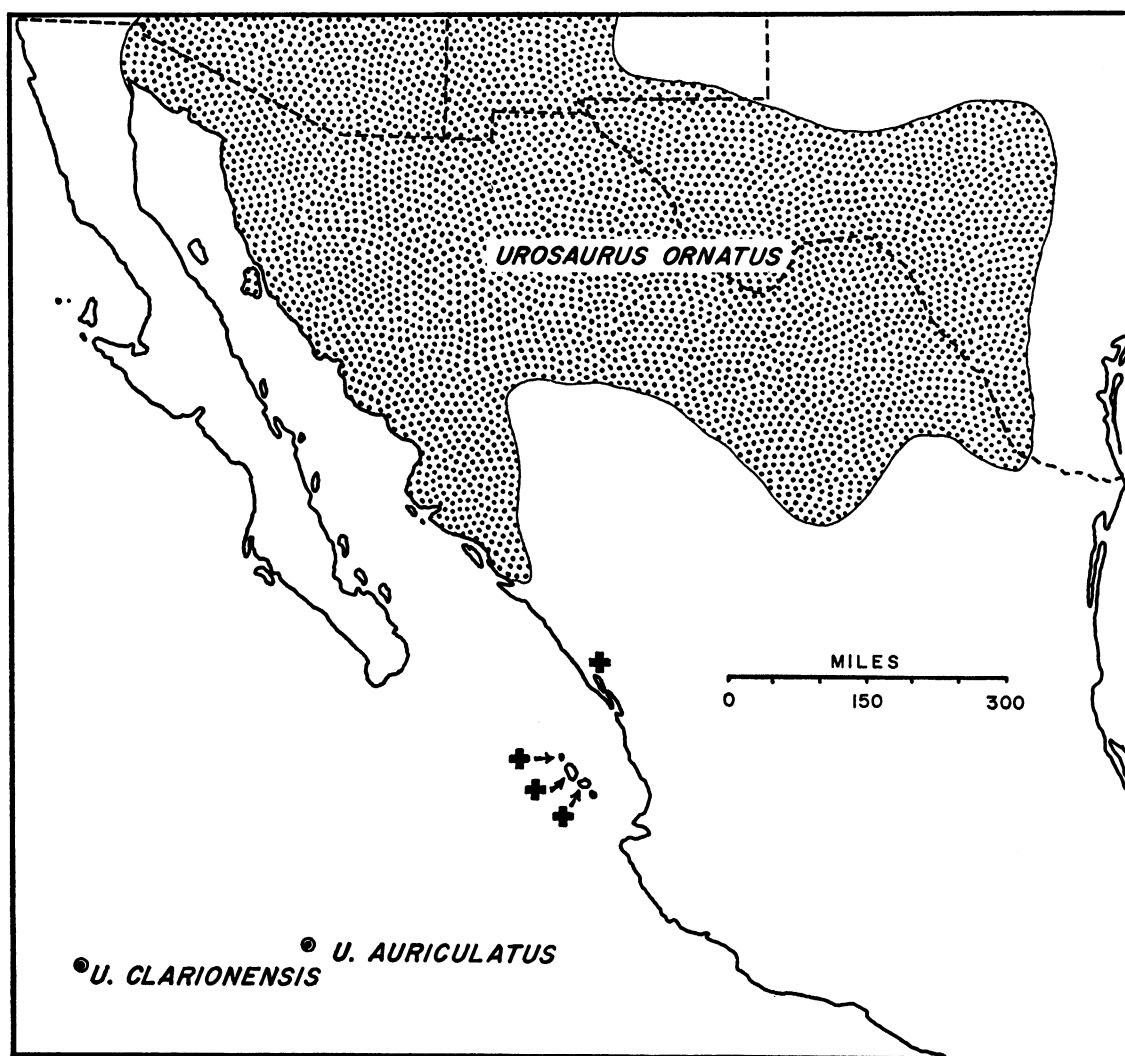 UROSAURUS ORNATUS
MILES
0 150 300
U. AURICULATUS
U. CLARIONENSIS